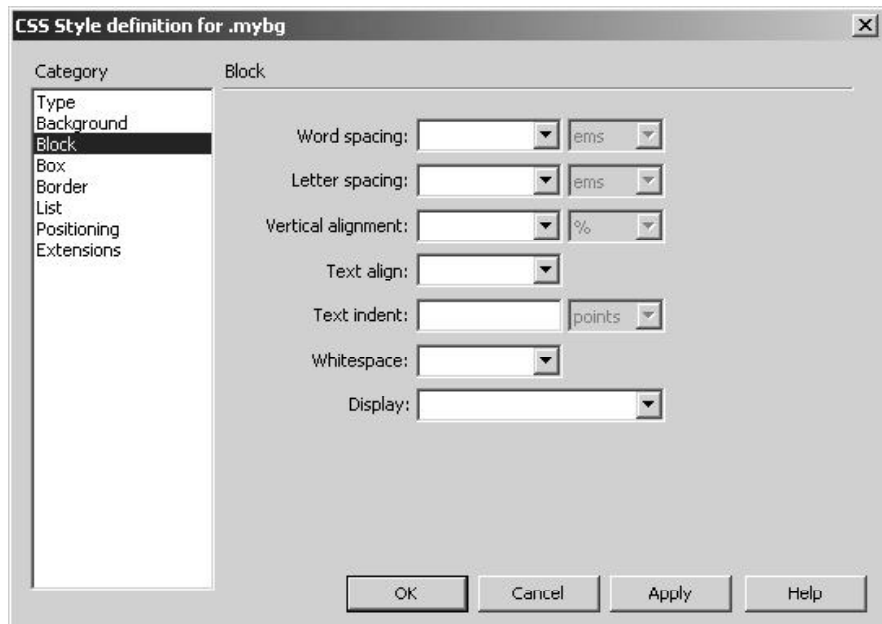 CSS Style definition for .mybg
Category
Type
Background
Block
Box
Border
List
Positioning
Extensions
Block
Word spacing: ems
Letter spacing: ems
Vertical alignment: %
Text align:
Text indent: points
Whitespace:
Display:
OK Cancel Apply Help